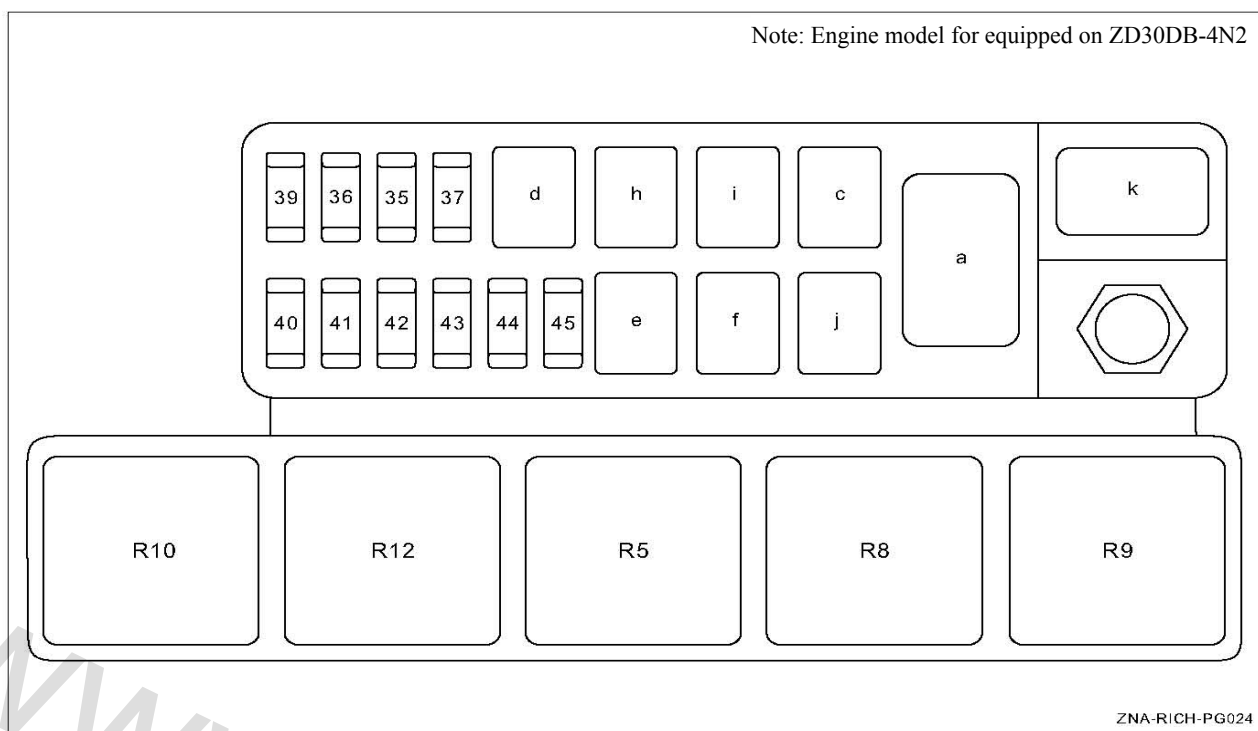 Note: Engine model for equipped on ZD30DB-4N2
39 36 35 37 d h i c a k
40 41 42 43 44 45 e f j
R10 R12 R5 R8 R9
ZNA-RICH-PG024